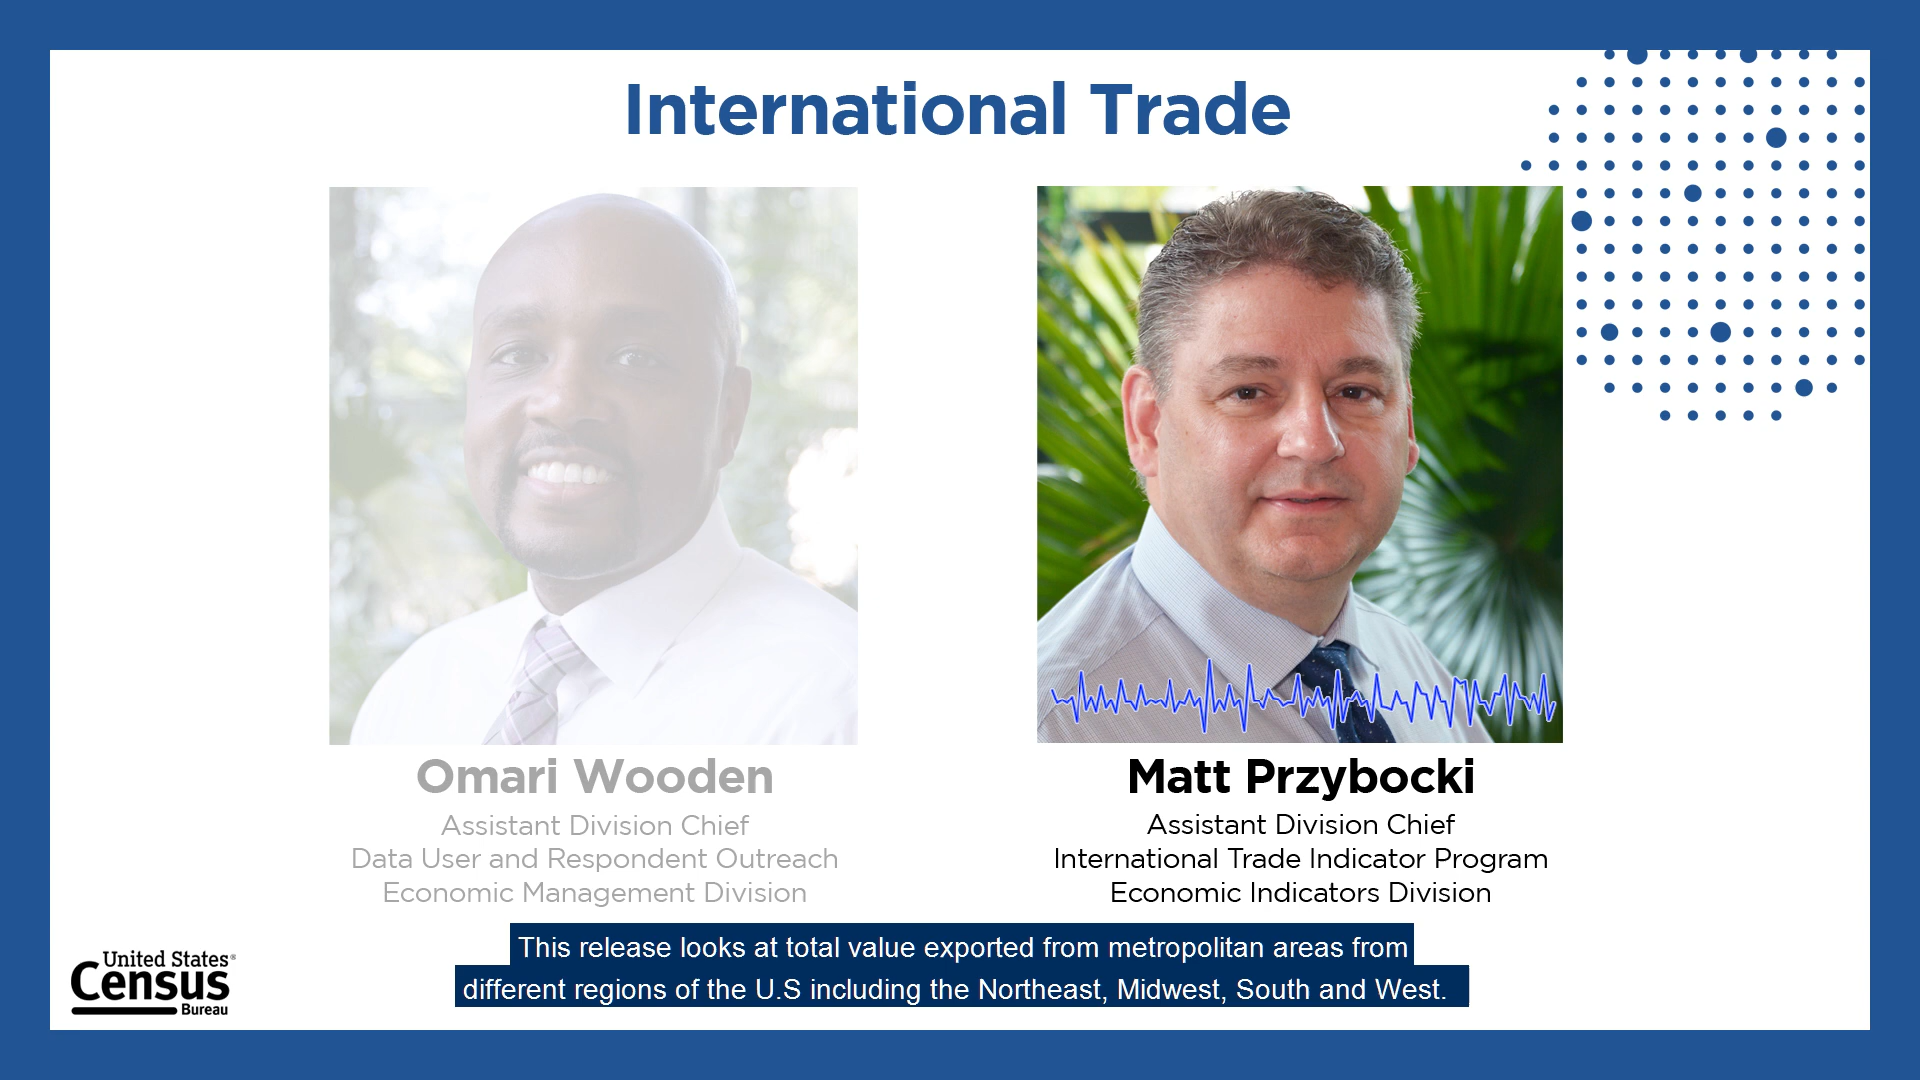 International Trade
Omari Wooden
Assistant Division Chief
Data User and Respondent Outreach
Economic Management Division
Matt Przybocki
Assistant Division Chief
International Trade Indicator Program
Economic Indicators Division
This release looks at total value exported from metropolitan areas from
different regions of the U.S including the Northeast, Midwest, South and West.
United States®
Census
Bureau